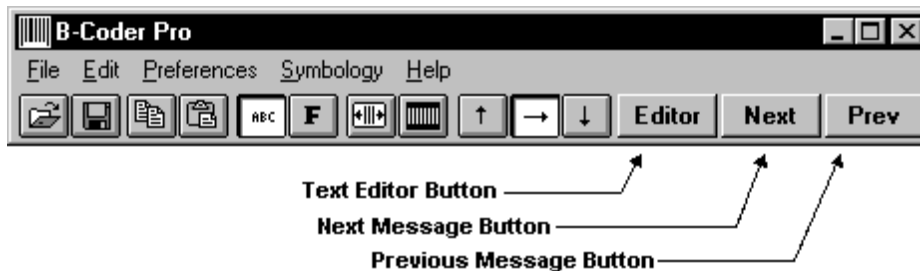 B-Coder Pro
File Edit Preferences Symbology Help
ABC F Editor Next Prev
Text Editor Button
Next Message Button
Previous Message Button